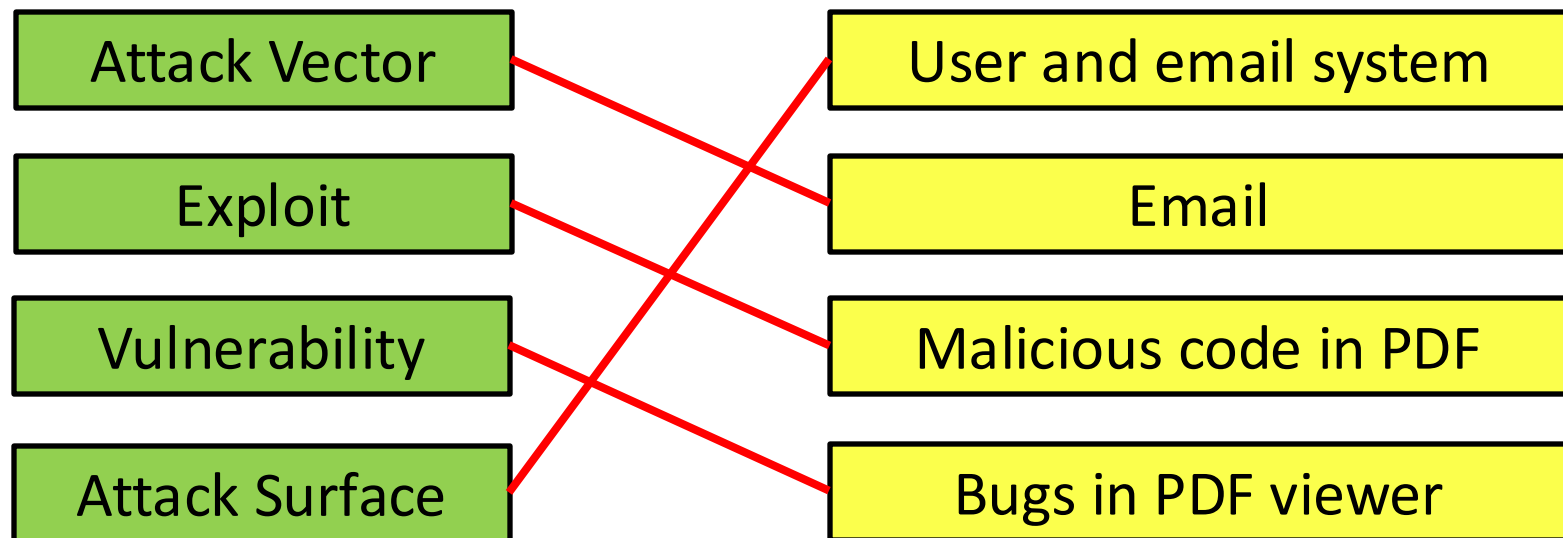 Attack Vector
User and email system
Exploit
Email
Vulnerability
Malicious code in PDF
Attack Surface
Bugs in PDF viewer